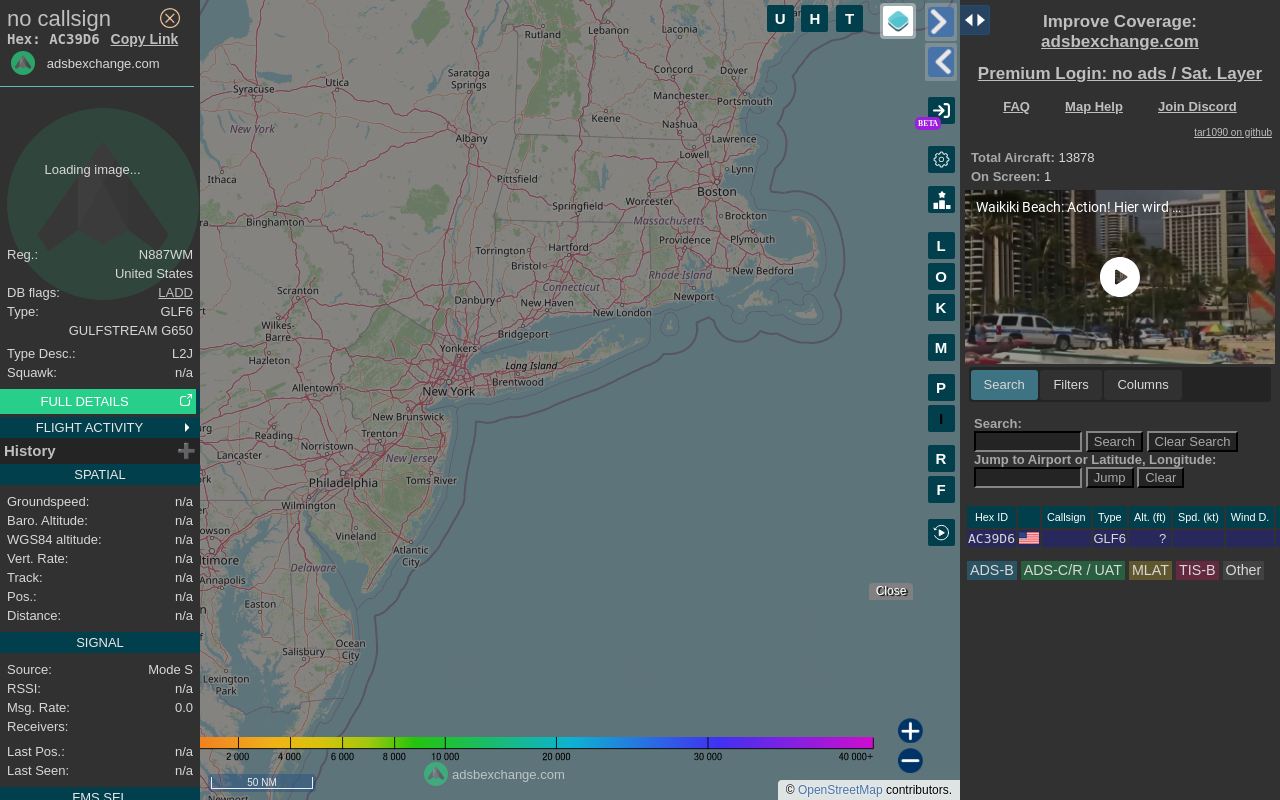 no callsign
Hex: AC39D6 Copy Link
adsbexchange.com
Loading image...
Reg.: N887WM
United States
DB flags: LADD
Type: GLF6
GULFSTREAM G650
Type Desc.: L2J
Squawk: n/a
FULL DETAILS
FLIGHT ACTIVITY
History
SPATIAL
Groundspeed: n/a
Baro. Altitude: n/a
WGS84 altitude: n/a
Vert. Rate: n/a
Track: n/a
Pos.: n/a
Distance: n/a
SIGNAL
Source: Mode S
RSSI: n/a
Msg. Rate: 0.0
Receivers:
Last Pos.: n/a
Last Seen: n/a
FMS SEL
Rutland
Lebanon
Laconia
Utica
Syracuse
Saratoga
Springs
Concord
Dover
Manchester
Portsmouth
Keene
Nashua
New York
Albany
Lawrence
Lowell
Lynn
Ithaca
Pittsfield
Boston
Worcester
Springfield
Massachusetts
Brockton
Binghamton
Providence
Plymouth
Torrington
Hartford
Bristol
Rhode Island
New Bedford
Connecticut
Newport
Scranton
Danbury
New Haven
New London
Wilkes-
Barre
Bridgeport
Hazleton
Yonkers
Long Island
Brentwood
Allentown
New York
New Brunswick
Reading
Trenton
Norristown
Lancaster
New Jersey
Philadelphia
Toms River
Wilmington
Vineland
Atlantic
City
Delaware
Annapolis
Easton
Ocean
City
Salisbury
Lexington
Park
U H T
BETA
L
O
K
M
P
I
R
F
Close
2 000 4 000 6 000 8 000 10 000 20 000 30 000 40 000+
50 NM
adsbexchange.com
© OpenStreetMap contributors.
Improve Coverage:
adsbexchange.com
Premium Login: no ads / Sat. Layer
FAQ Map Help Join Discord
tar1090 on github
Total Aircraft: 13878
On Screen: 1
Waikiki Beach: Action! Hier wird ...
Search Filters Columns
Search:
Search Clear Search
Jump to Airport or Latitude, Longitude:
Jump Clear
Hex ID Callsign Type Alt. (ft) Spd. (kt) Wind D.
AC39D6 GLF6 ?
ADS-B ADS-C/R / UAT MLAT TIS-B Other